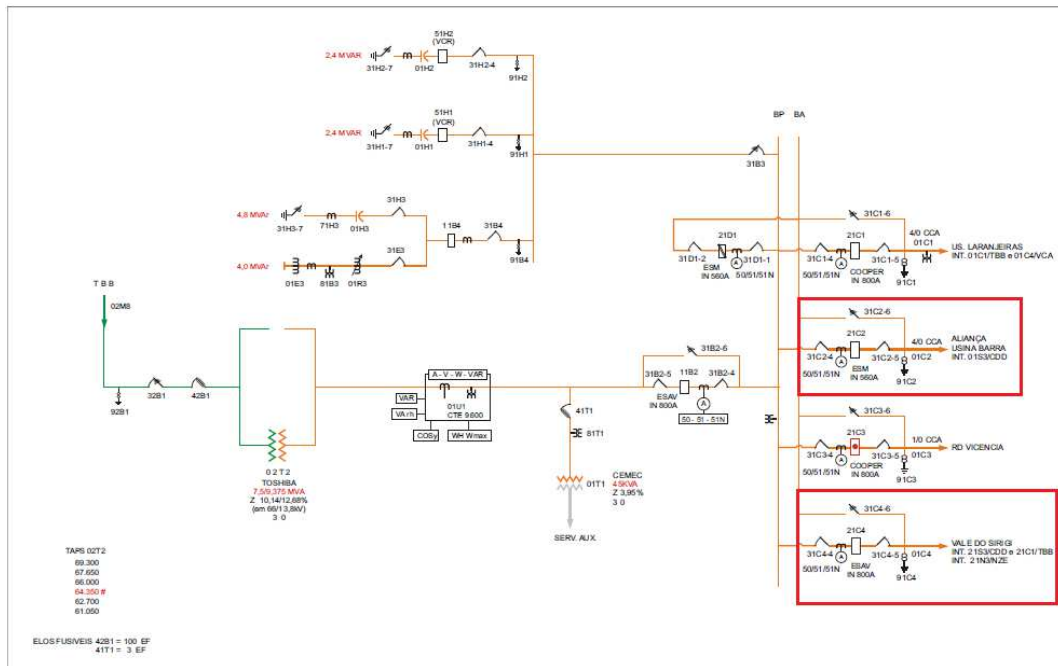 51H2
(VCR)
2,4 MVAR
31H2-7
01H2
31H2-4
91H2
51H1
(VCR)
2,4 MVAR
31H1-7
01H1
31H1-4
91H1
BP BA
31B3
4,8 MVAr
31H3
31H3-7
71H3
01H3
11B4
31B4
91B4
4,0 MVAr
31E3
01E3
81B3
01R3
31C1-6
21D1
21C1
4/0 CCA
01C1
US. LARANJEIRAS
INT. 01C1/TBB e 01C4/VCA
31D1-2
31D1-1
ESM
IN 560A
50/51/51N
31C1-4
31C1-5
50/51/51N
COOPER
IN 800A
91C1
T B B
02M8
92B1
32B1
42B1
31C2-6
21C2
4/0 CCA
01C2
ALIANÇA
USINA BARRA
INT. 01S3/CDD
31C2-4
31C2-5
50/51/51N
ESM
IN 560A
91C2
A - V - W - VAR
VAR
VArh
01U1
CTE 9600
COSy
WH Wmax
31B2-6
31B2-5
11B2
31B2-4
ESAV
IN 800A
A
50 - 51 - 51N
41T1
81T1
31C3-6
21C3
1/0 CCA
01C3
RD VICENCIA
31C3-4
31C3-5
50/51/51N
COOPER
IN 800A
91C3
0 2 T 2
TOSHIBA
7,5/9,375 MVA
Z 10,14/12,68%
(em 66/13,8kV)
3 0
01T1
CEMEC
45KVA
Z 3,95%
3 0
SERV. AUX.
31C4-6
21C4
01C4
VALE DO SIRIGI
INT. 21S3/CDD e 21C1/TBB
INT. 21N3/NZE
31C4-4
31C4-5
50/51/51N
ESAV
IN 800A
91C4
TAPS 02T2
69.300
67.650
66.000
64.350 #
62.700
61.050
ELOS FUSIVEIS 42B1 = 100 EF
41T1 = 3 EF